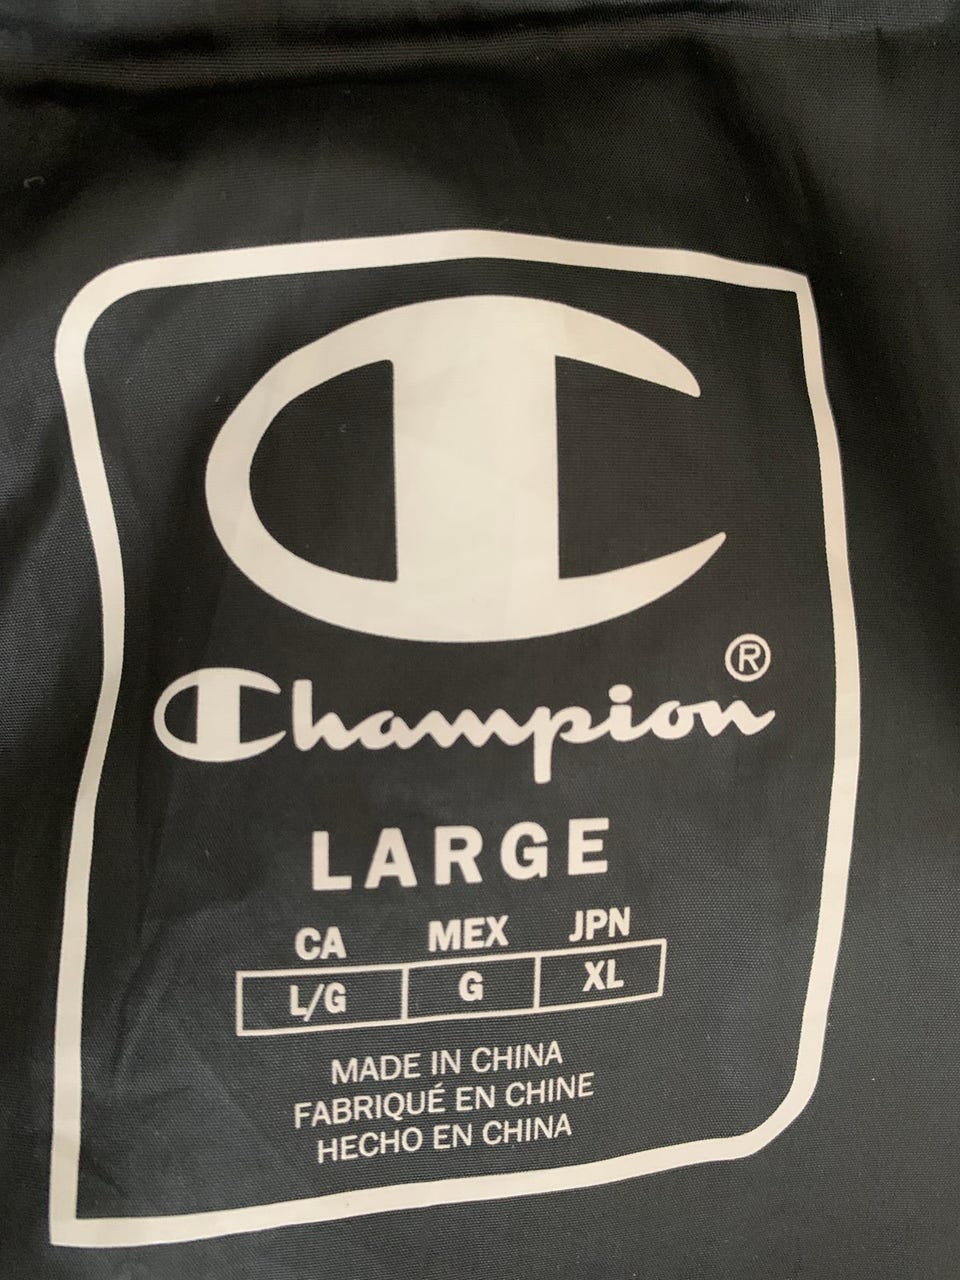 Champion®
LARGE
CA MEX JPN
L/G G XL
MADE IN CHINA
FABRIQUÉ EN CHINE
HECHO EN CHINA